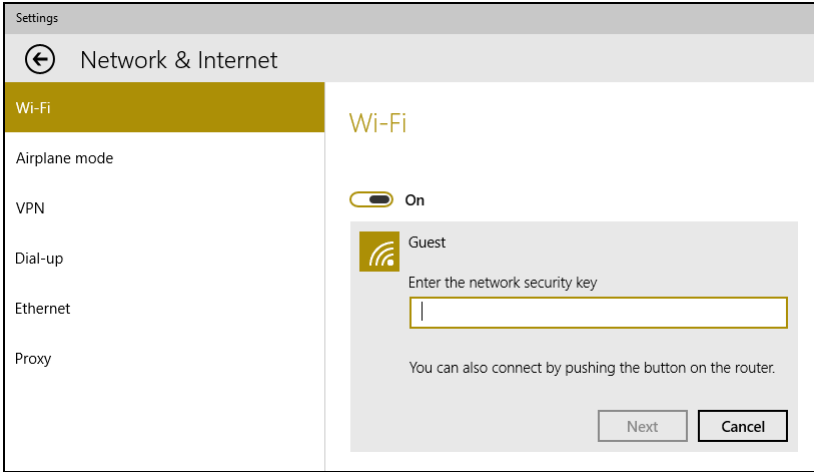 Settings
Network & Internet
Wi-Fi
Airplane mode
VPN
Dial-up
Ethernet
Proxy
Wi-Fi
On
Guest
Enter the network security key
You can also connect by pushing the button on the router.
Next
Cancel